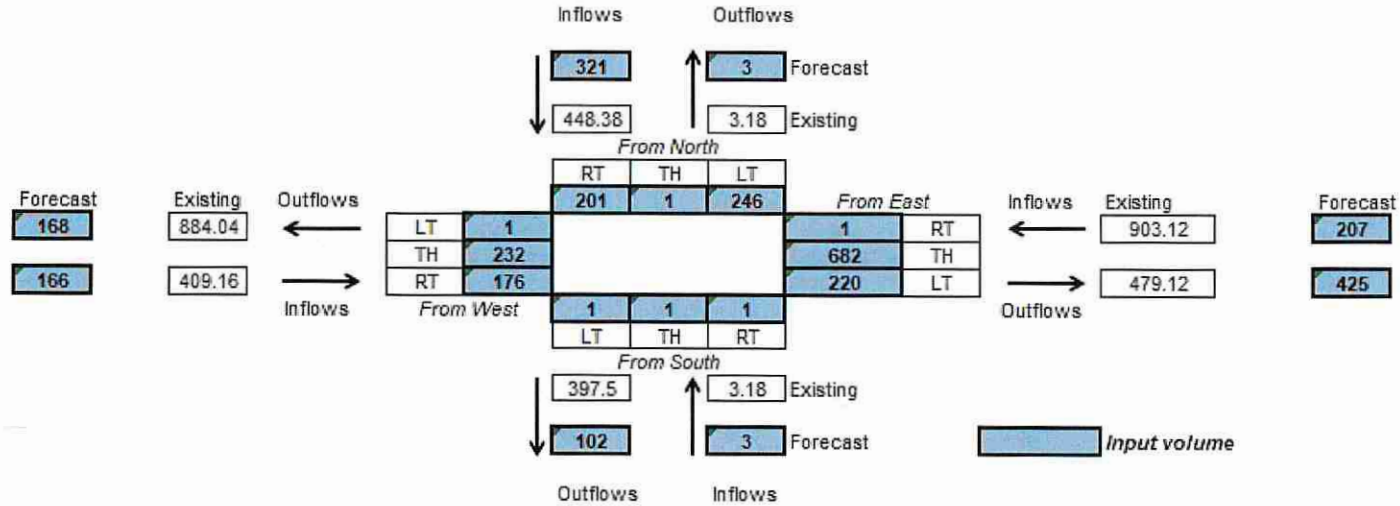 Inflows Outflows
321 3 Forecast
448.38 3.18 Existing
From North
RT TH LT
Forecast Existing Outflows 201 1 246 From East Inflows Existing Forecast
168 884.04 LT 1 1 RT 903.12 207
TH 232 682 TH
166 409.16 RT 176 220 LT 479.12 425
Inflows From West 1 1 1 Outflows
LT TH RT
From South
397.5 3.18 Existing
102 3 Forecast Input volume
Outflows Inflows